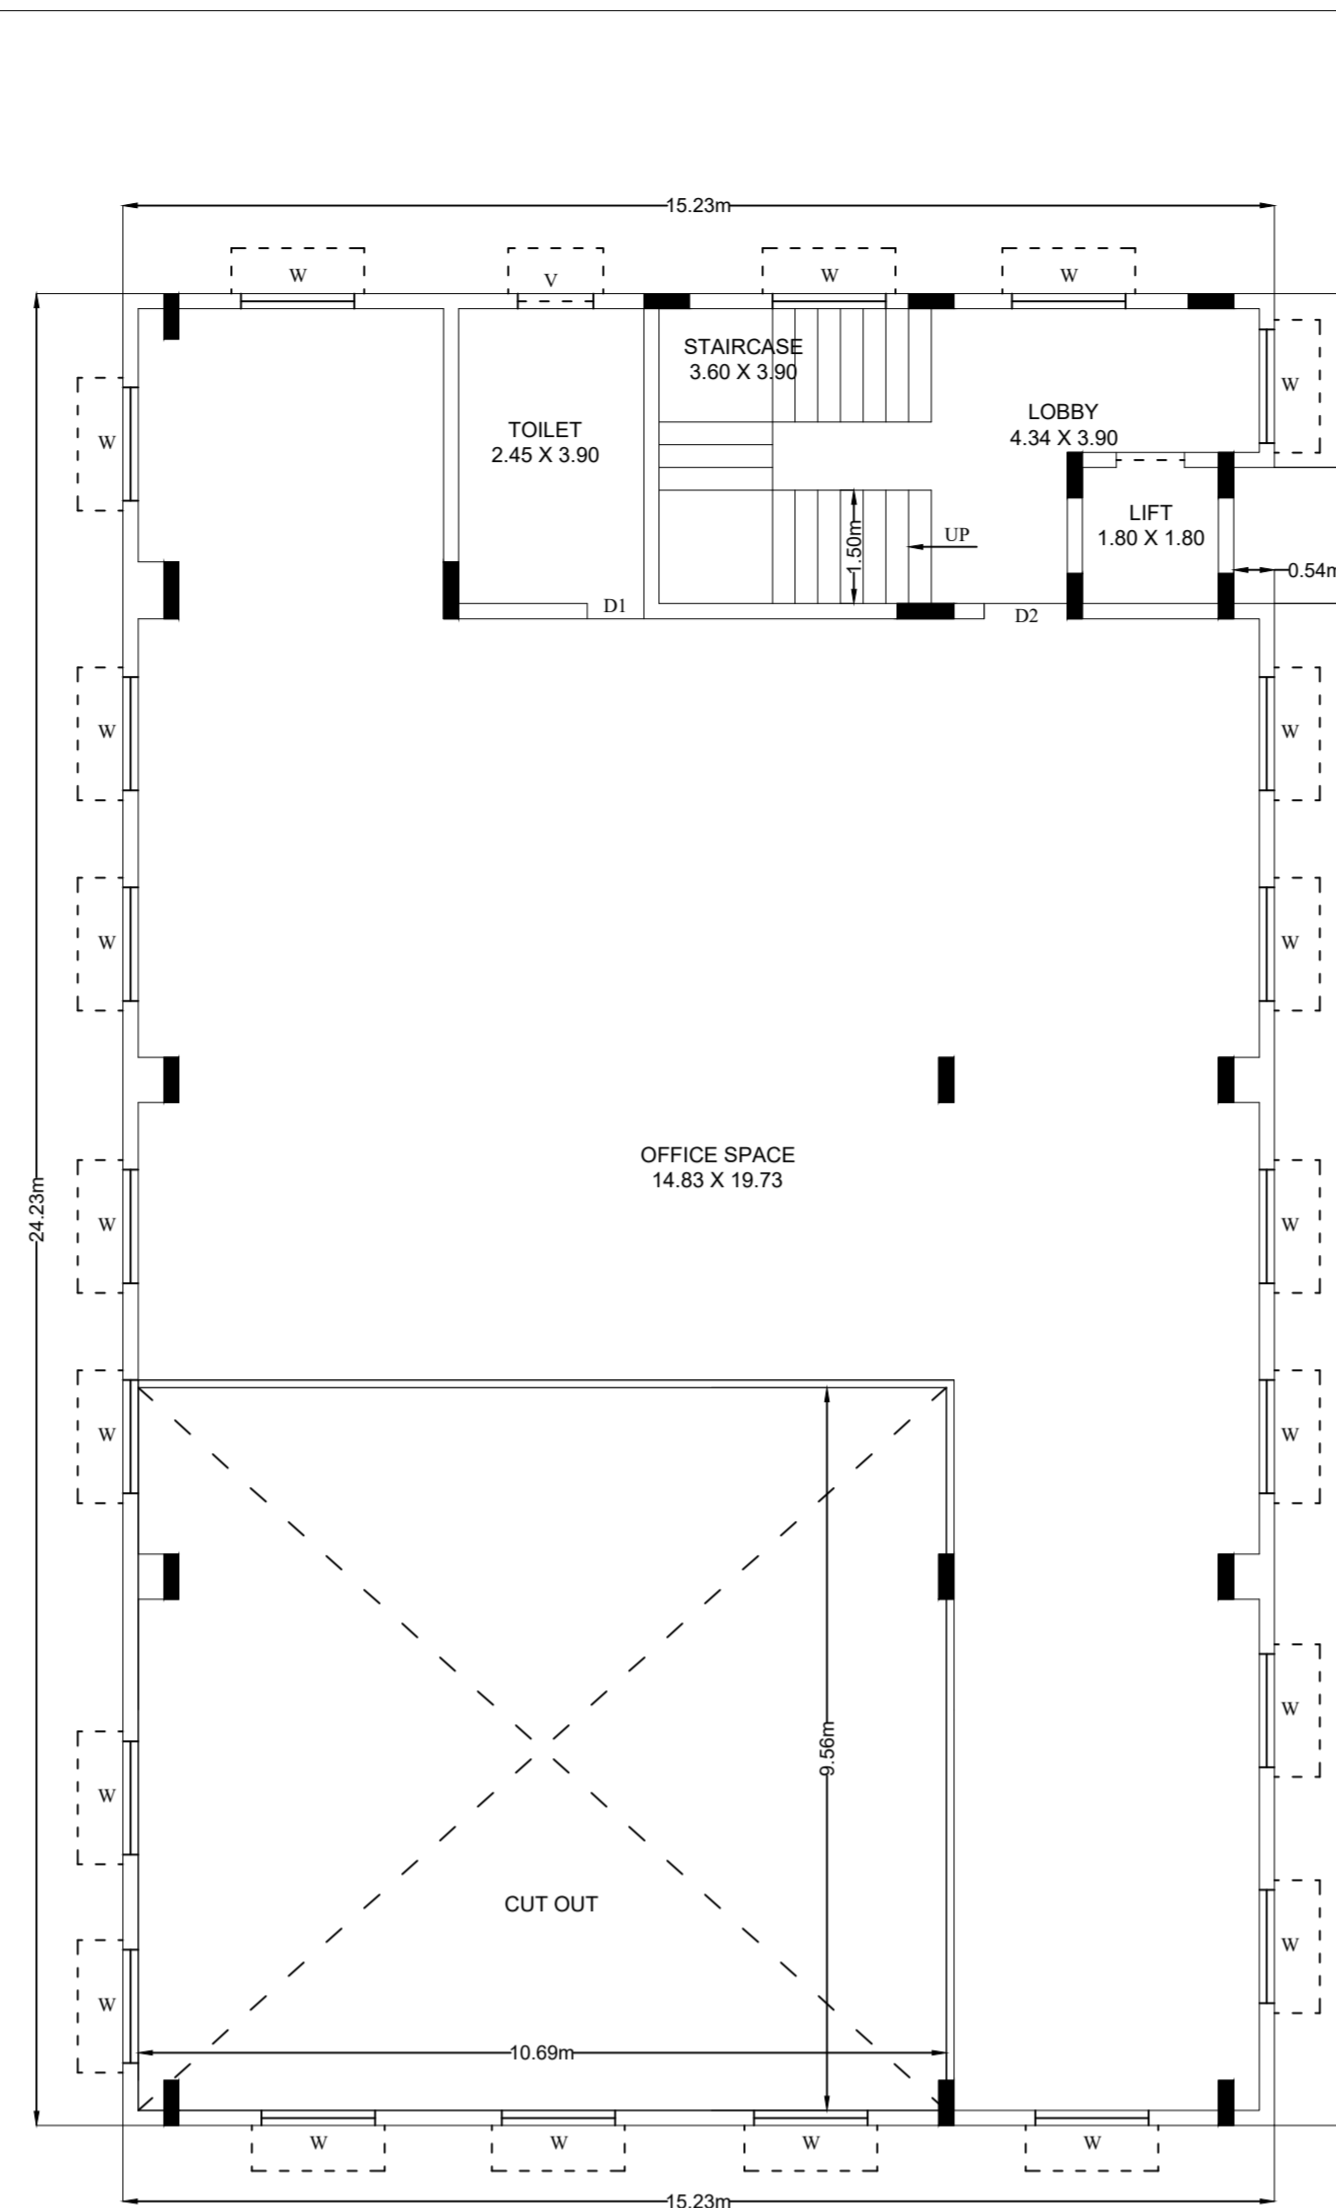 15.23m
W
V
W
W
STAIRCASE
3.60 X 3.90
W
LOBBY
4.34 X 3.90
TOILET
2.45 X 3.90
W
LIFT
1.80 X 1.80
1.50m
UP
0.54m
D1
D2
W
W
W
W
OFFICE SPACE
14.83 X 19.73
24.23m
W
W
W
W
W
9.56m
W
CUT OUT
W
W
10.69m
W
W
W
W
15.23m